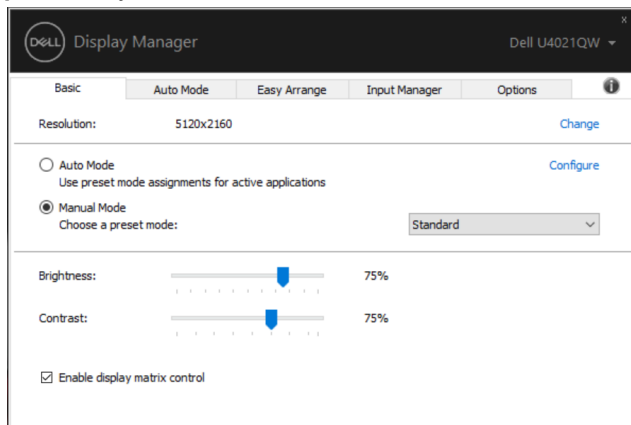 x
DELL Display Manager Dell U4021QW
Basic Auto Mode Easy Arrange Input Manager Options i
Resolution: 5120x2160 Change
Auto Mode Configure
Use preset mode assignments for active applications
Manual Mode
Choose a preset mode: Standard
Brightness: 75%
Contrast: 75%
Enable display matrix control